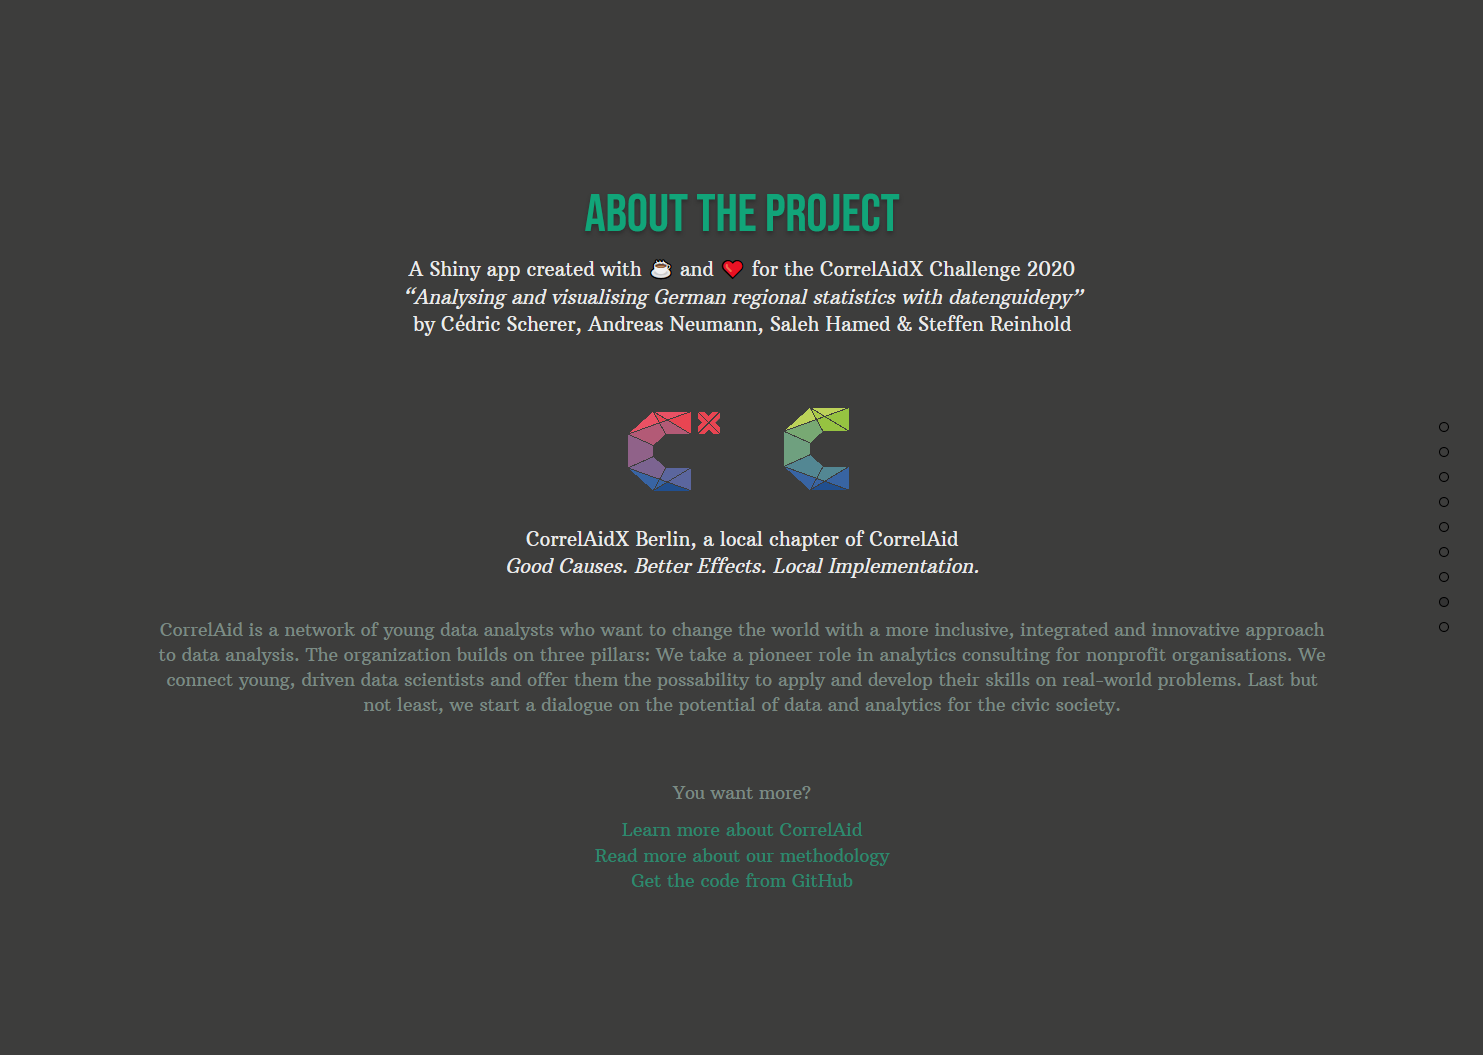 ABOUT THE PROJECT
A Shiny app created with ☕ and ❤️ for the CorrelAidX Challenge 2020
“Analysing and visualising German regional statistics with datenguidepy”
by Cédric Scherer, Andreas Neumann, Saleh Hamed & Steffen Reinhold
CorrelAidX Berlin, a local chapter of CorrelAid
Good Causes. Better Effects. Local Implementation.
CorrelAid is a network of young data analysts who want to change the world with a more inclusive, integrated and innovative approach
to data analysis. The organization builds on three pillars: We take a pioneer role in analytics consulting for nonprofit organisations. We
connect young, driven data scientists and offer them the possability to apply and develop their skills on real-world problems. Last but
not least, we start a dialogue on the potential of data and analytics for the civic society.
You want more?
Learn more about CorrelAid
Read more about our methodology
Get the code from GitHub